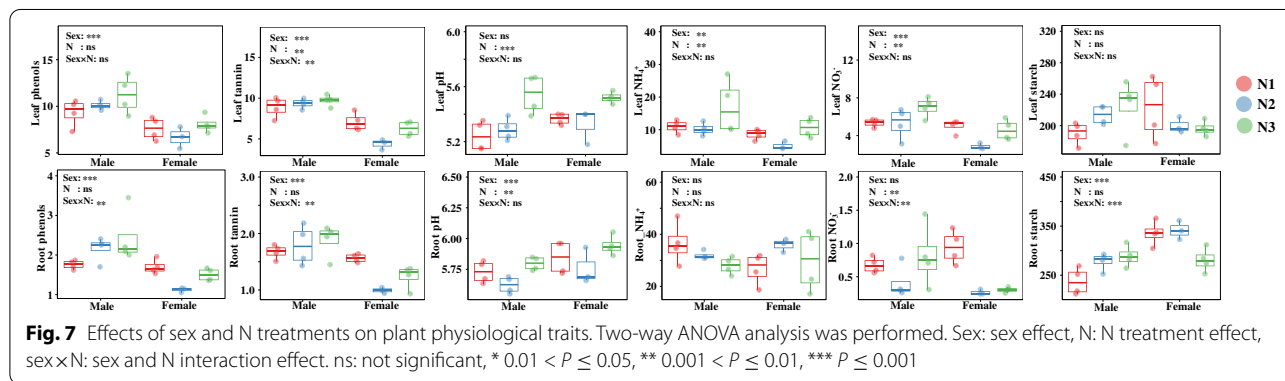 Leaf phenols
15
10
5
Sex: ***
N : ns
Sex×N: ns
Male Female
Leaf tannin
15
10
5
Sex: ***
N : **
Sex×N: **
Male Female
Leaf pH
6.0
5.6
5.2
Sex: ns
N : ***
Sex×N: ns
Male Female
Leaf NH₄⁺
40
30
20
10
Sex: **
N : **
Sex×N: ns
Male Female
Leaf NO₃⁻
12
8
4
Sex: ***
N : **
Sex×N: ns
Male Female
Leaf starch
320
280
240
200
Sex: ns
N : ns
Sex×N: ns
Male Female
N1
N2
N3
Root phenols
4
3
2
1
Sex:***
N : ns
Sex×N: **
Male Female
Root tannin
3.0
2.0
1.5
1.0
Sex: ***
N : ns
Sex×N: **
Male Female
Root pH
6.50
6.25
6.00
5.75
Sex: ***
N : **
Sex×N: ns
Male Female
Root_NH₄⁺
60
40
20
Sex: ns
N : ns
Sex×N: ns
Male Female
Root NO₃⁻
2.0
1.5
1.0
0.5
Sex: ns
N : **
Sex×N: **
Male Female
Root starch
450
350
250
Sex: ***
N : ns
Sex×N: ***
Male Female
Fig. 7 Effects of sex and N treatments on plant physiological traits. Two-way ANOVA analysis was performed. Sex: sex effect, N: N treatment effect,
sex×N: sex and N interaction effect. ns: not significant, * 0.01 < P ≤ 0.05, ** 0.001 < P ≤ 0.01, *** P ≤ 0.001